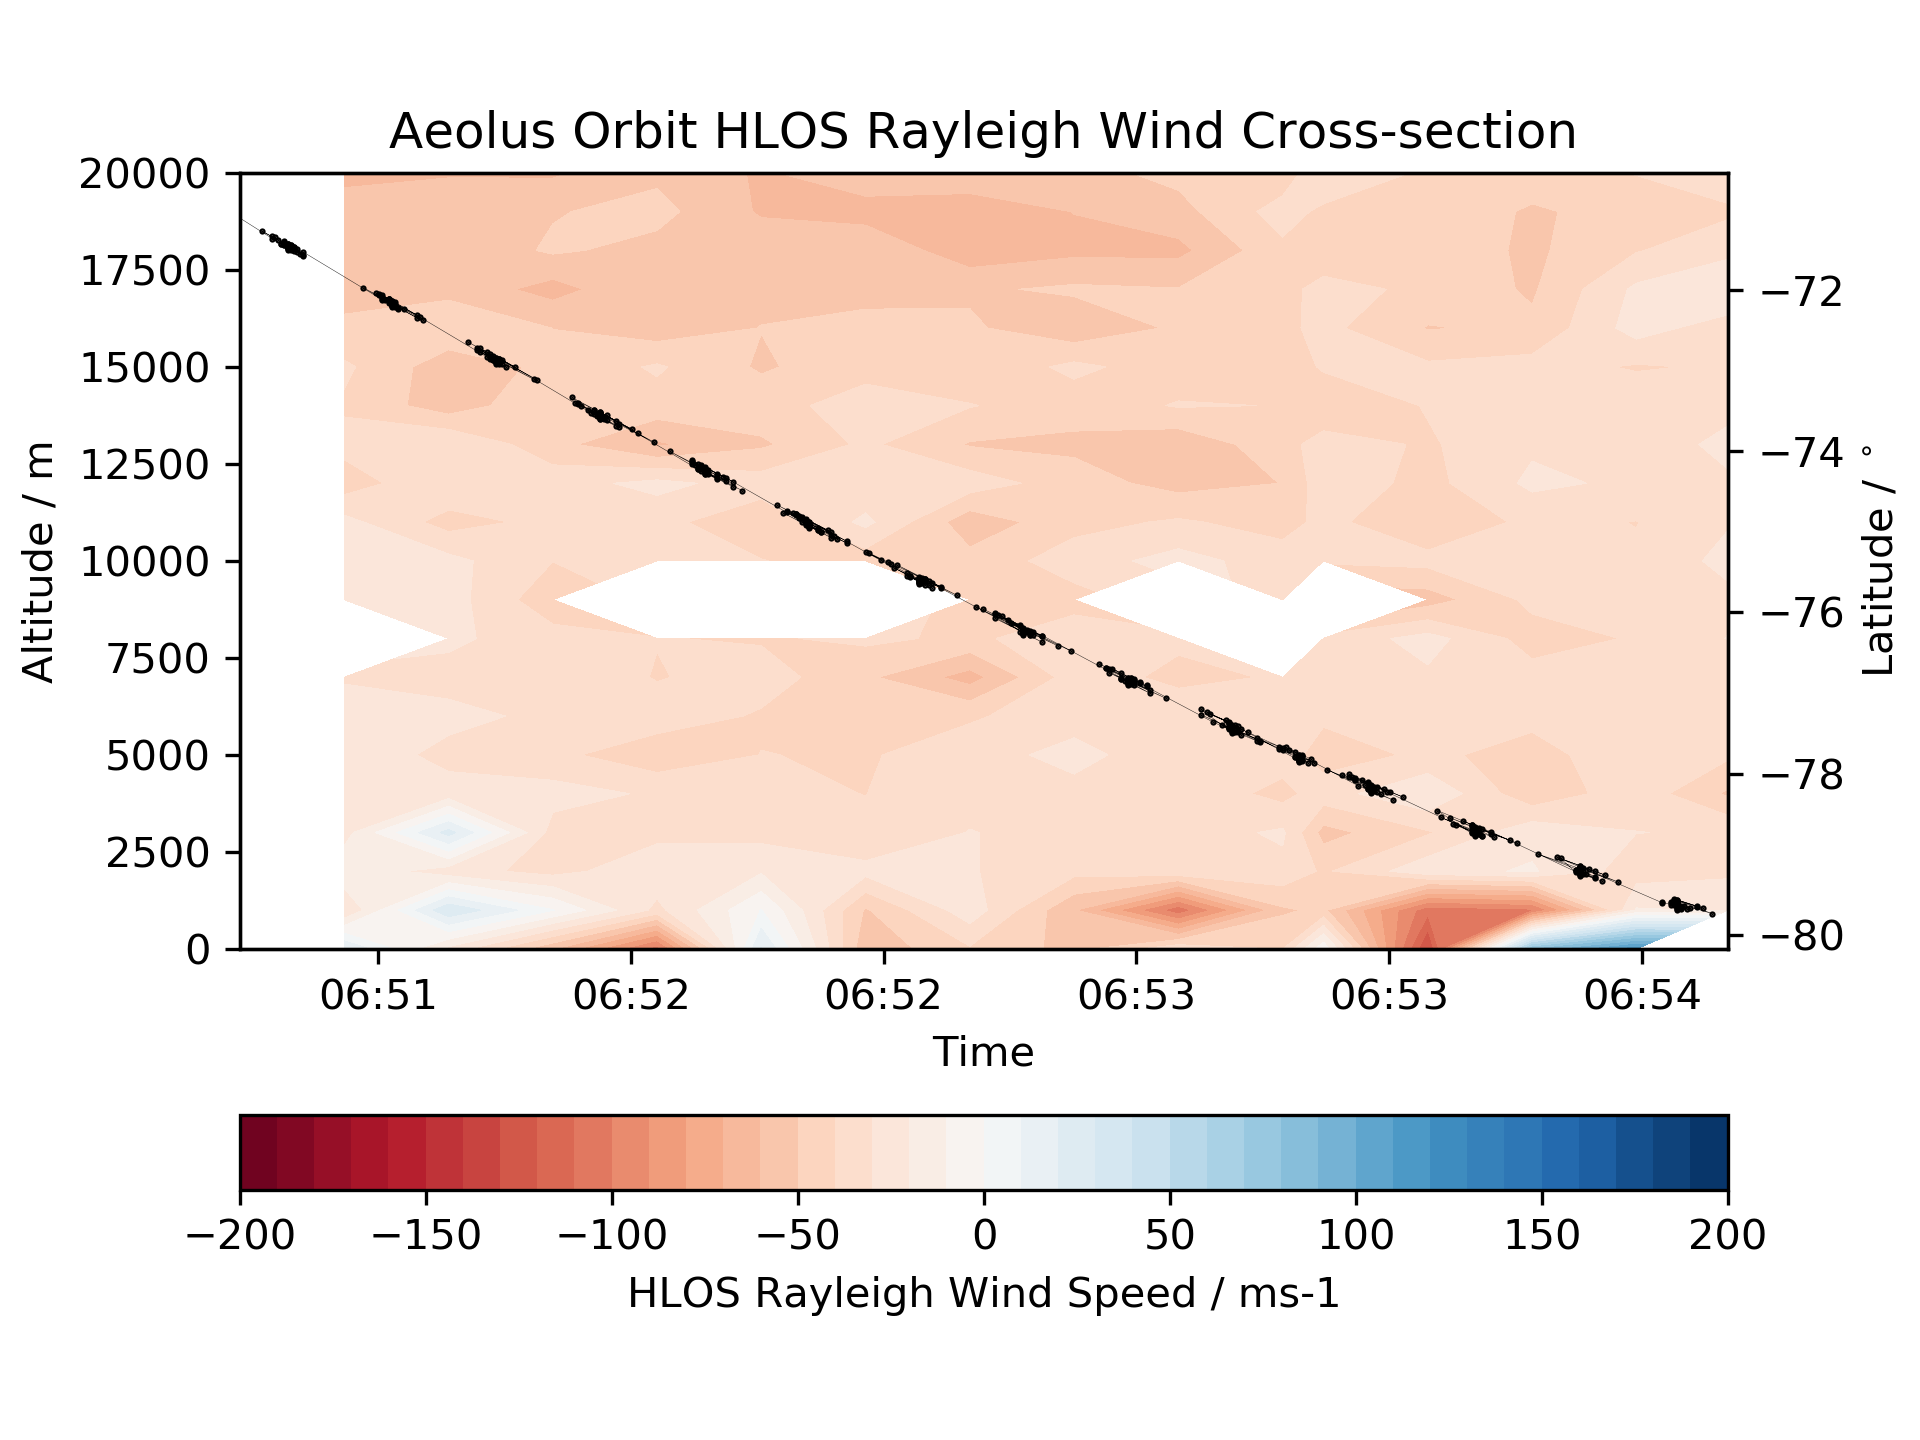 Aeolus Orbit HLOS Rayleigh Wind Cross-section
20000
17500
15000
12500
10000
7500
5000
2500
0
Altitude / m
−72
−74
−76
−78
−80
Latitude / °
06:51 06:52 06:52 06:53 06:53 06:54
Time
−200 −150 −100 −50 0 50 100 150 200
HLOS Rayleigh Wind Speed / ms-1